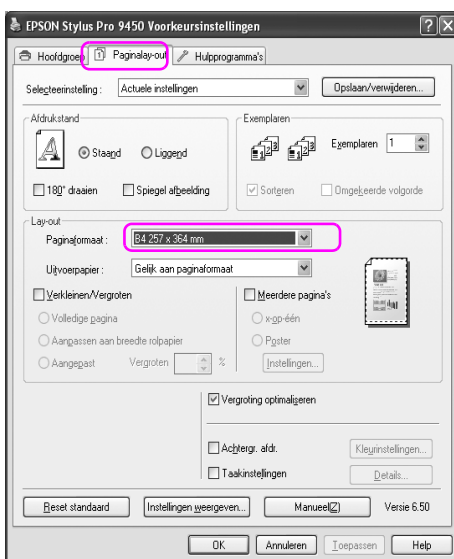 EPSON Stylus Pro 9450 Voorkeursinstellingen
Hoofdgroep Paginalay-out Hulpprogramma's
Selecteerinstelling : Actuele instellingen Opslaan/verwijderen...
Afdrukstand Exemplaren
Staand Liggend Exemplaren 1
180° draaien Spiegel afbeelding Sorteren Omgekeerde volgorde
Lay-out
Paginaformaat : B4 257 x 364 mm
Uitvoerpapier : Gelijk aan paginaformaat
Verkleinen/Vergroten Meerdere pagina's
Volledige pagina x-op-één
Aanpassen aan breedte rolpapier Poster
Aangepast Vergroten % Instellingen...
Vergroting optimaliseren
Achtergr. afdr. Kleurinstellingen...
Taakinstellingen Details...
Reset standaard Instellingen weergeven... Manueel(Z) Versie 6.50
OK Annuleren Toepassen Help